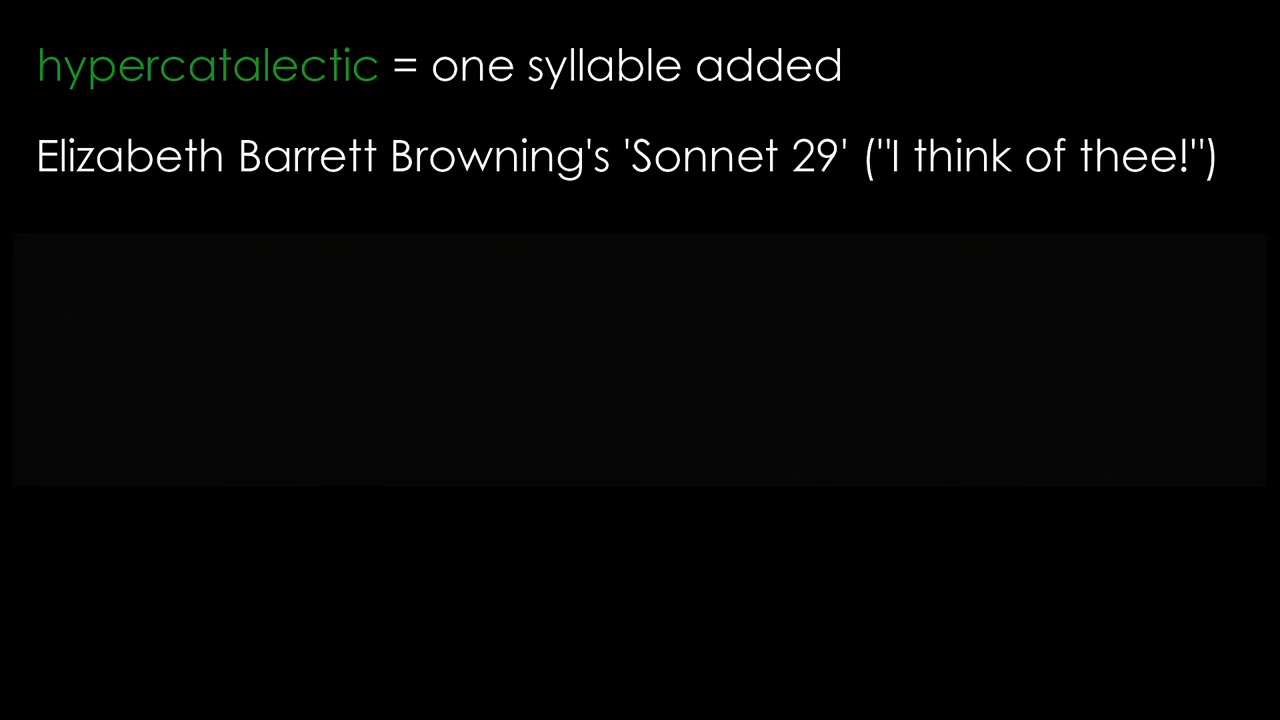 hypercatalectic = one syllable added
Elizabeth Barrett Browning's 'Sonnet 29' ("I think of thee!")